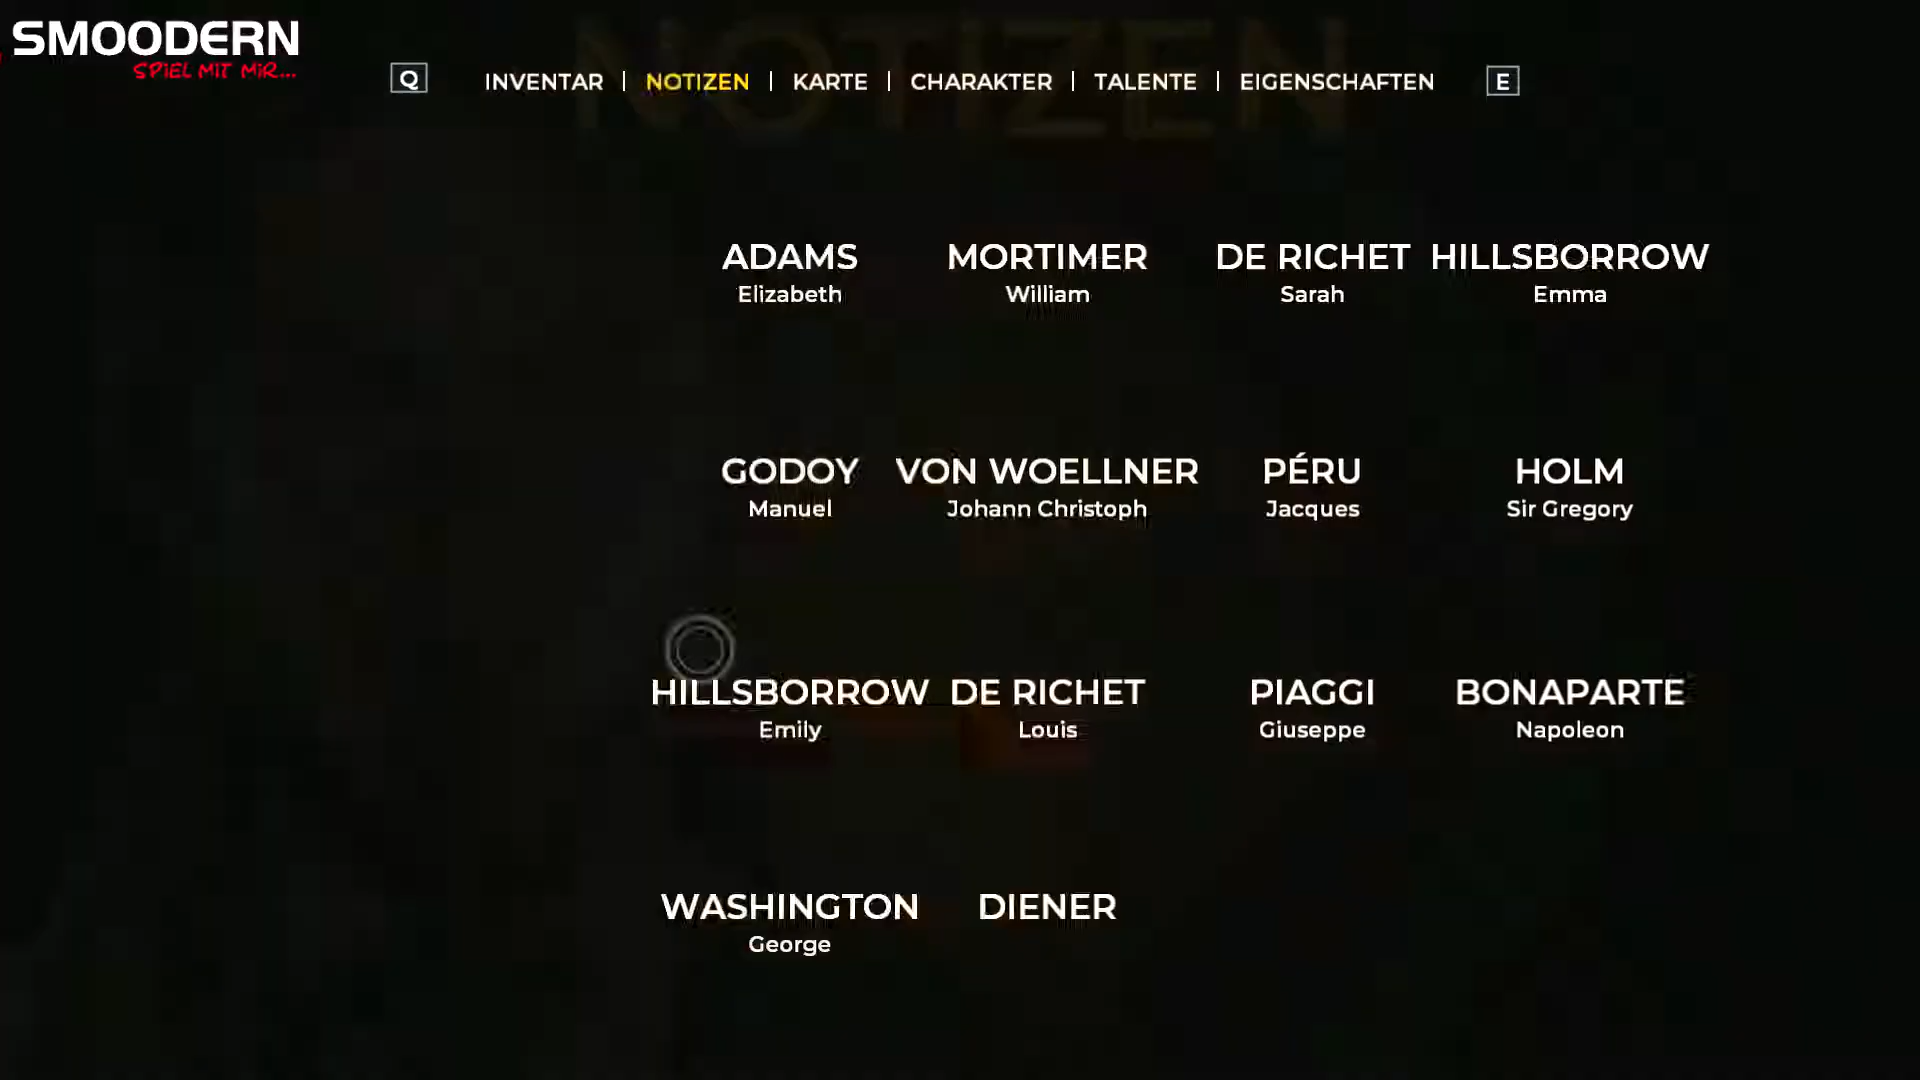 SMOODERN
SPIEL MIT MIR...
NOTIZEN
Q INVENTAR | NOTIZEN | KARTE | CHARAKTER | TALENTE | EIGENSCHAFTEN E
ADAMS MORTIMER DE RICHET HILLSBORROW
Elizabeth William Sarah Emma
GODOY VON WOELLNER PÉRU HOLM
Manuel Johann Christoph Jacques Sir Gregory
HILLSBORROW DE RICHET PIAGGI BONAPARTE
Emily Louis Giuseppe Napoleon
WASHINGTON DIENER
George